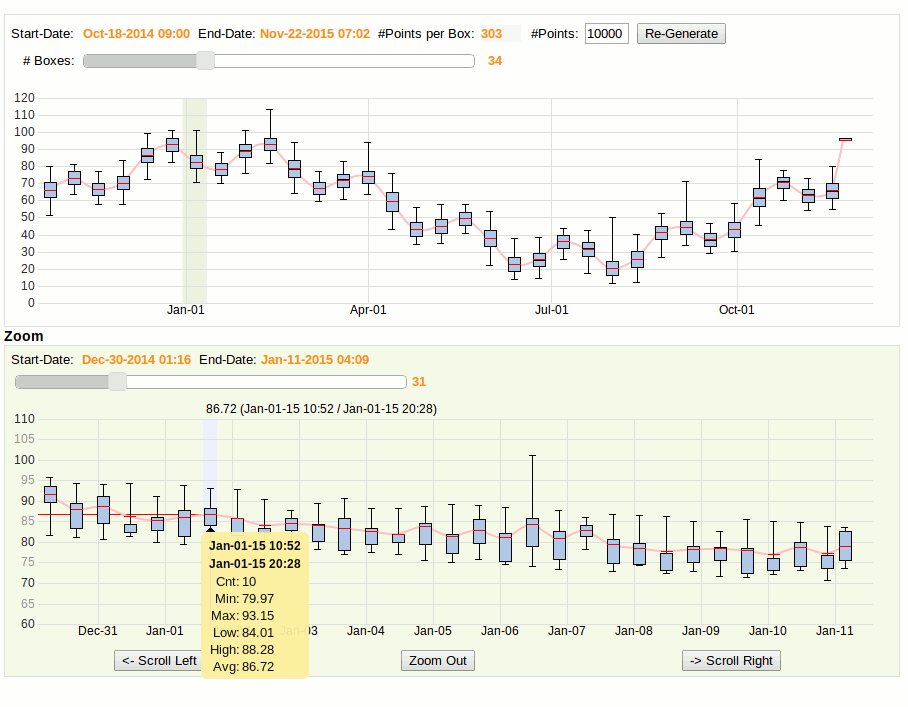 Start-Date: Oct-18-2014 09:00 End-Date: Nov-22-2015 07:02 #Points per Box: 303 #Points: 10000 Re-Generate
# Boxes: 34
120
110
100
90
80
70
60
50
40
30
20
10
0
Jan-01 Apr-01 Jul-01 Oct-01
Zoom
Start-Date: Dec-30-2014 01:16 End-Date: Jan-11-2015 04:09
31
86.72 (Jan-01-15 10:52 / Jan-01-15 20:28)
110
105
100
95
90
85
80
75
70
65
60
Jan-01-15 10:52
Jan-01-15 20:28
Cnt: 10
Min: 79.97
Max: 93.15
Low: 84.01
High: 88.28
Avg: 86.72
Dec-31 Jan-01 Jan-03 Jan-04 Jan-05 Jan-06 Jan-07 Jan-08 Jan-09 Jan-10 Jan-11
<- Scroll Left Zoom Out -> Scroll Right